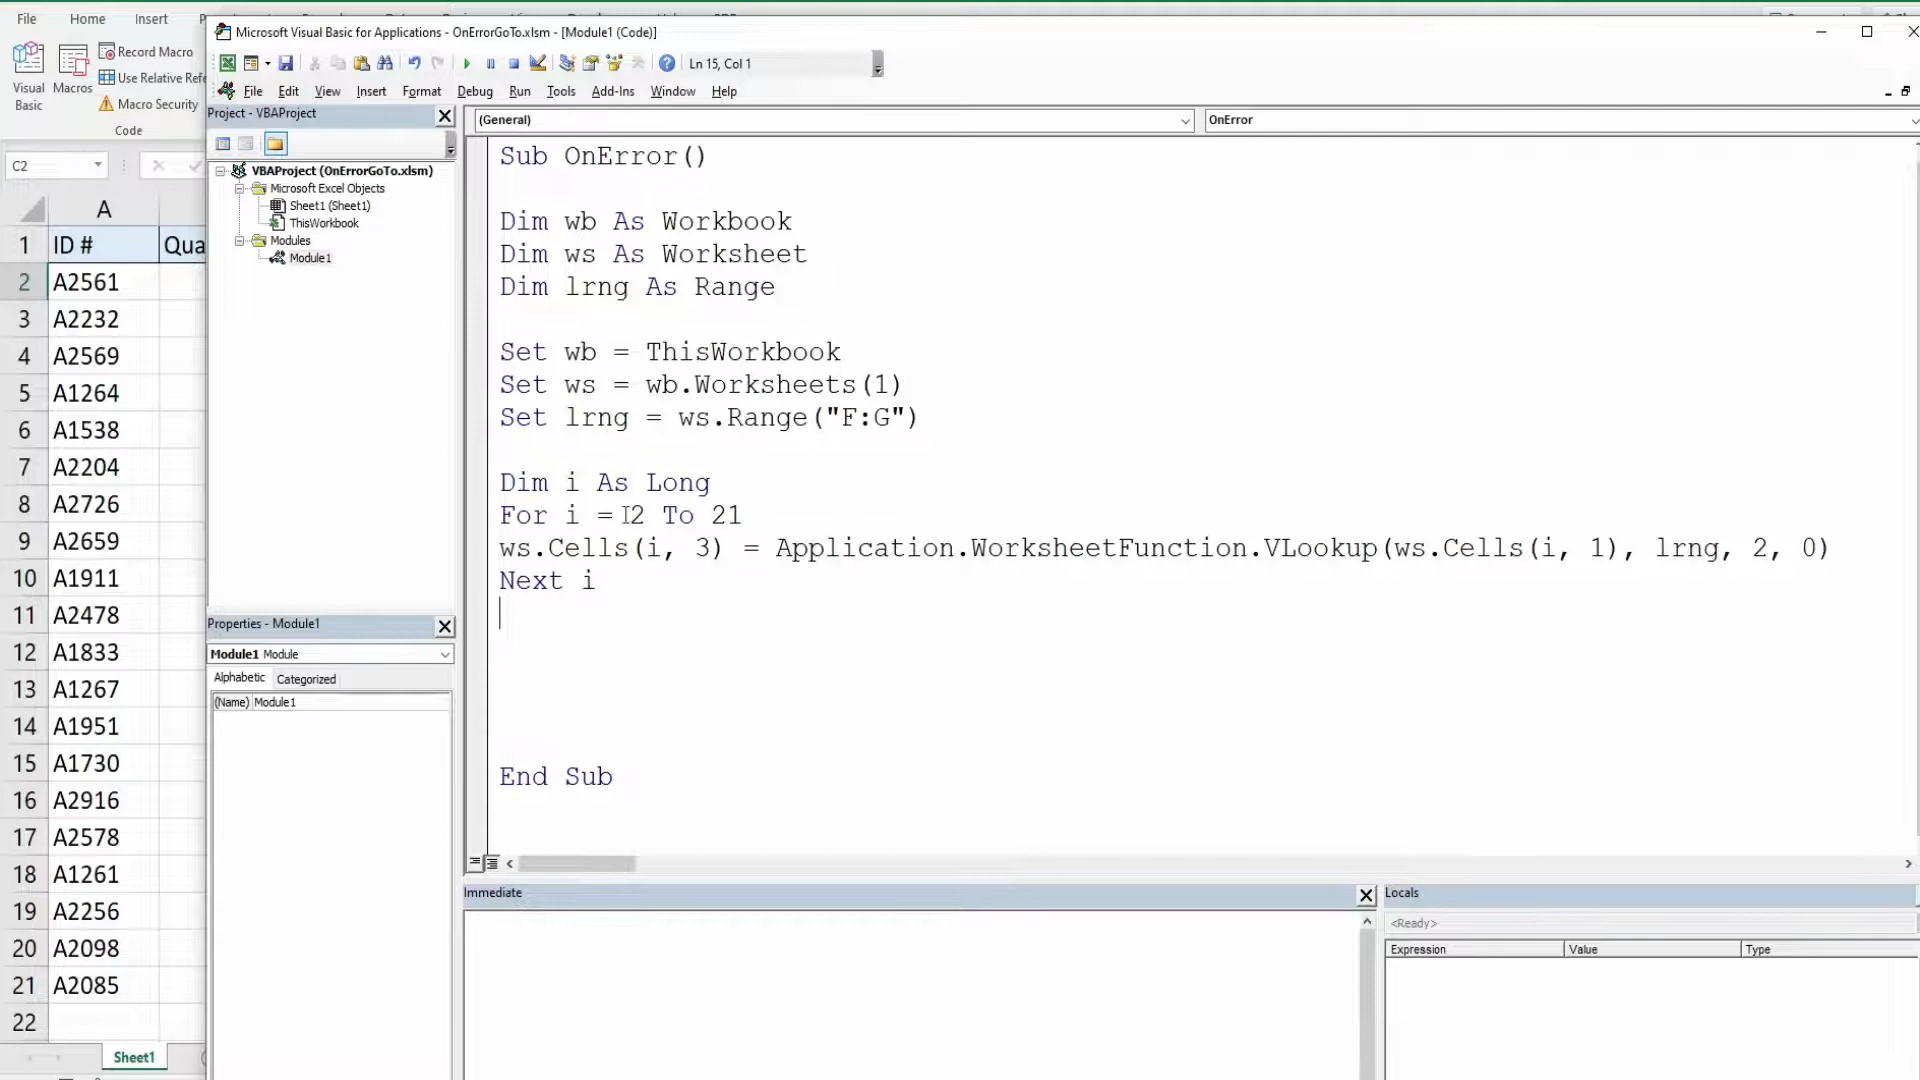 File Home Insert
Microsoft Visual Basic for Applications - OnErrorGoTo.xlsm - [Module1 (Code)]
Visual Basic
Macros
Record Macro
Use Relative Refe
Macro Security
Code
Ln 15, Col 1
File Edit View Insert Format Debug Run Tools Add-Ins Window Help
Project - VBAProject
(General)
OnError
VBAProject (OnErrorGoTo.xlsm)
Microsoft Excel Objects
Sheet1 (Sheet1)
ThisWorkbook
Modules
Module1
C2
A
1 ID # Qua
2 A2561
3 A2232
4 A2569
5 A1264
6 A1538
7 A2204
8 A2726
9 A2659
10 A1911
11 A2478
12 A1833
13 A1267
14 A1951
15 A1730
16 A2916
17 A2578
18 A1261
19 A2256
20 A2098
21 A2085
22
Sheet1
Sub OnError()
Dim wb As Workbook
Dim ws As Worksheet
Dim lrng As Range
Set wb = ThisWorkbook
Set ws = wb.Worksheets(1)
Set lrng = ws.Range("F:G")
Dim i As Long
For i = 2 To 21
ws.Cells(i, 3) = Application.WorksheetFunction.VLookup(ws.Cells(i, 1), lrng, 2, 0)
Next i
End Sub
Properties - Module1
Module1 Module
Alphabetic Categorized
(Name) Module1
Immediate
Locals
<Ready>
Expression Value Type